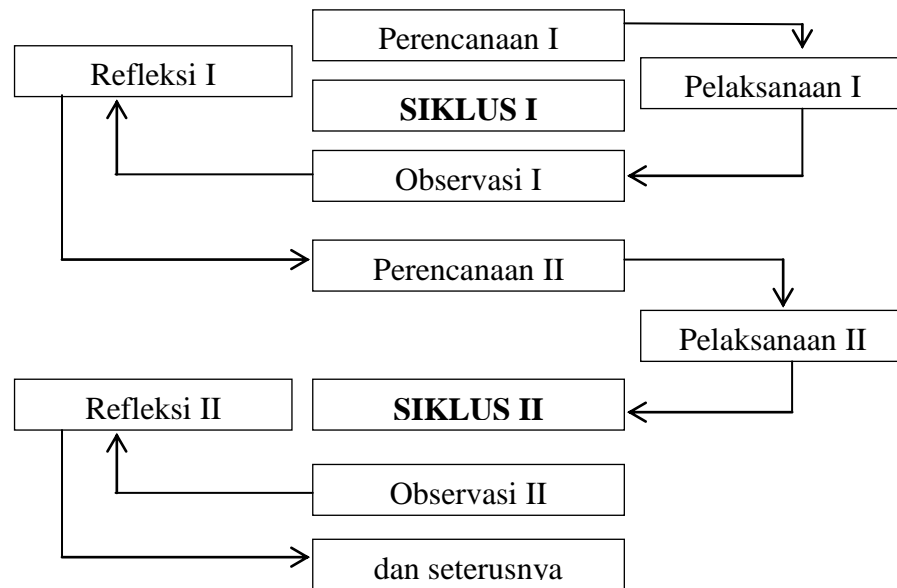 Perencanaan I
Refleksi I
Pelaksanaan I
SIKLUS I
Observasi I
Perencanaan II
Pelaksanaan II
Refleksi II
SIKLUS II
Observasi II
dan seterusnya